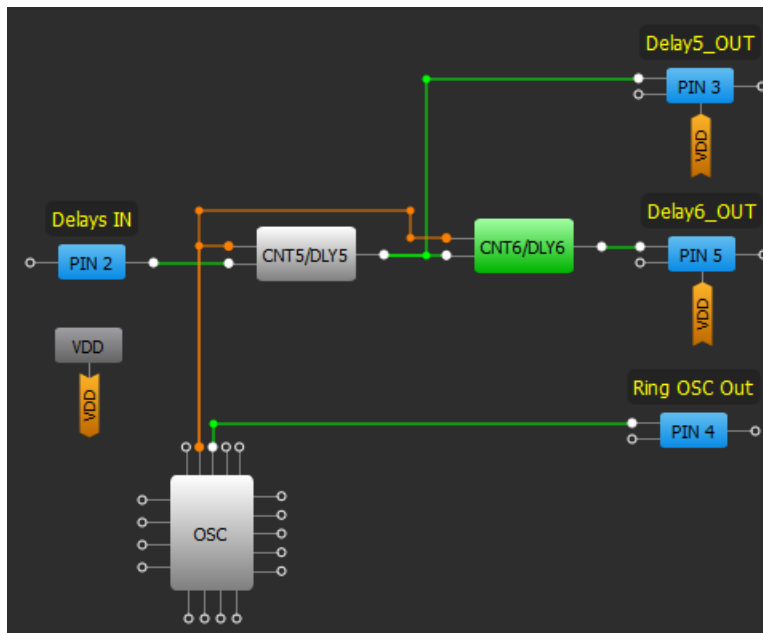 Delay5_OUT
PIN 3
VDD
Delays IN
PIN 2
CNT5/DLY5
CNT6/DLY6
Delay6_OUT
PIN 5
VDD
VDD
VDD
Ring OSC Out
PIN 4
OSC